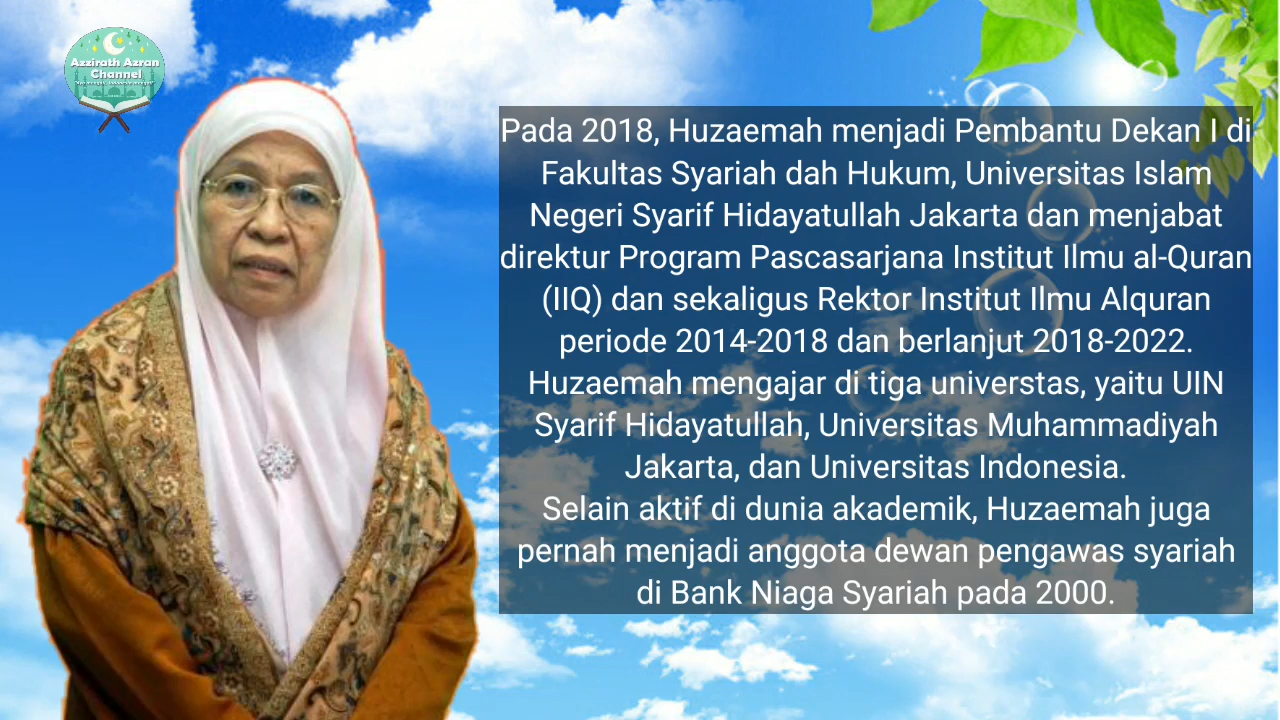 Azzirath Azran
Channel
Pada 2018, Huzaemah menjadi Pembantu Dekan I di
Fakultas Syariah dah Hukum, Universitas Islam
Negeri Syarif Hidayatullah Jakarta dan menjabat
direktur Program Pascasarjana Institut Ilmu al-Quran
(IIQ) dan sekaligus Rektor Institut Ilmu Alquran
periode 2014-2018 dan berlanjut 2018-2022.
Huzaemah mengajar di tiga universtas, yaitu UIN
Syarif Hidayatullah, Universitas Muhammadiyah
Jakarta, dan Universitas Indonesia.
Selain aktif di dunia akademik, Huzaemah juga
pernah menjadi anggota dewan pengawas syariah
di Bank Niaga Syariah pada 2000.